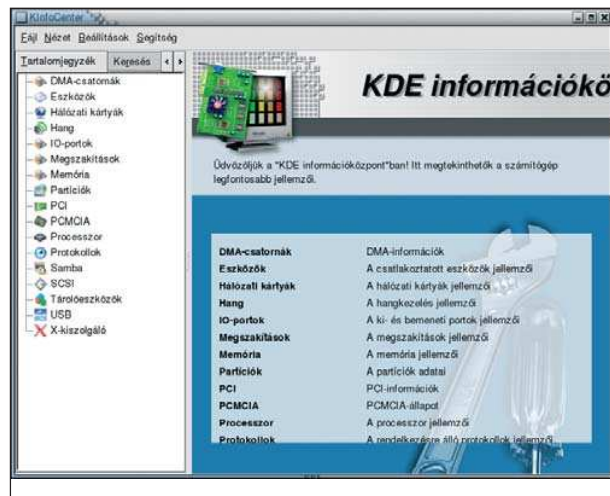 KInfoCenter
Fájl Nézet Beállítások Segítség
Tartalomjegyzék Keresés
DMA-csatornák
Eszközök
Hálózati kártyák
Hang
IO-portok
Megszakítások
Memória
Partíciók
PCI
PCMCIA
Processzor
Protokollok
Samba
SCSI
Tárolóeszközök
USB
X-kiszolgáló
KDE információkö
Üdvözöljük a "KDE információközpont"ban! Itt megtekinthetők a számítógép
legfontosabb jellemzői.
DMA-csatornák DMA-információk
Eszközök A csatlakoztatott eszközök jellemzői
Hálózati kártyák A hálózati kártyák jellemzői
Hang A hangkezelés jellemzői
IO-portok A ki- és bemeneti portok jellemzői
Megszakítások A megszakítások jellemzői
Memória A memória jellemzői
Partíciók A partíciók adatai
PCI PCI-információk
PCMCIA PCMCIA-állapot
Processzor A processzor jellemzői
Protokollok A rendelkezésre álló protokollok jellemzői